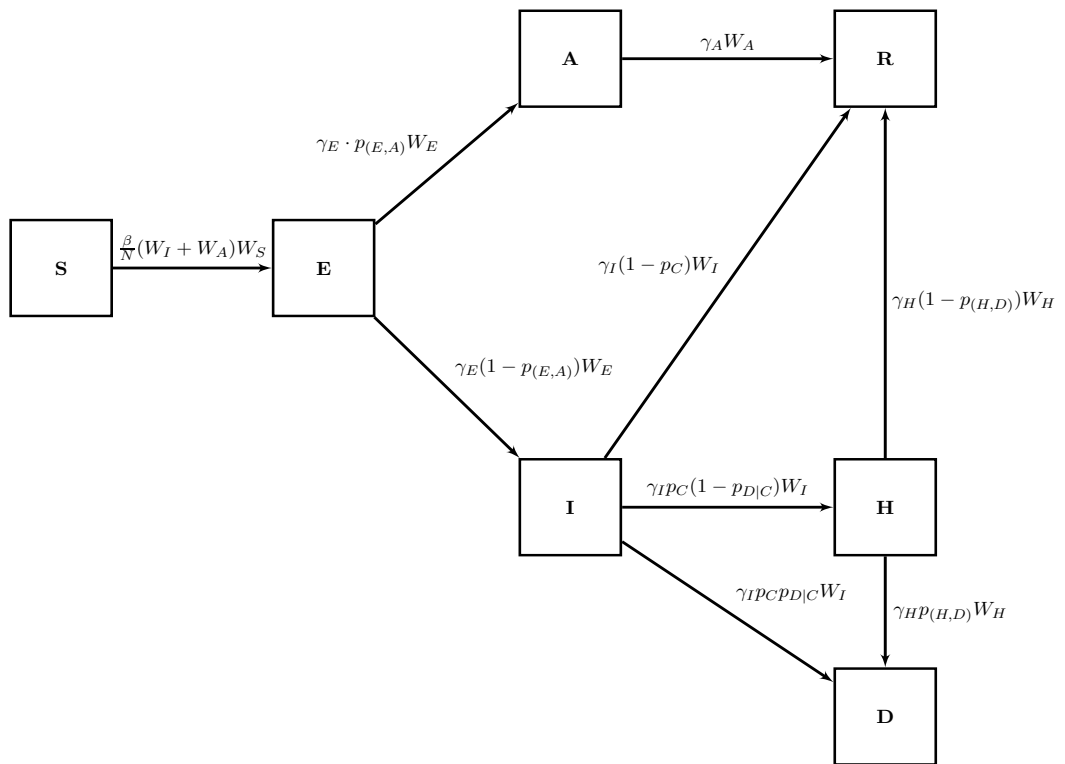 A
γ_A W_A
R
γ_E · p_(E,A) W_E
S
β/N (W_I + W_A)W_S
E
γ_I(1 − p_C)W_I
γ_H(1 − p_(H,D))W_H
γ_E(1 − p_(E,A))W_E
I
γ_I p_C(1 − p_D|C)W_I
H
γ_I p_C p_D|C W_I
γ_H p_(H,D) W_H
D